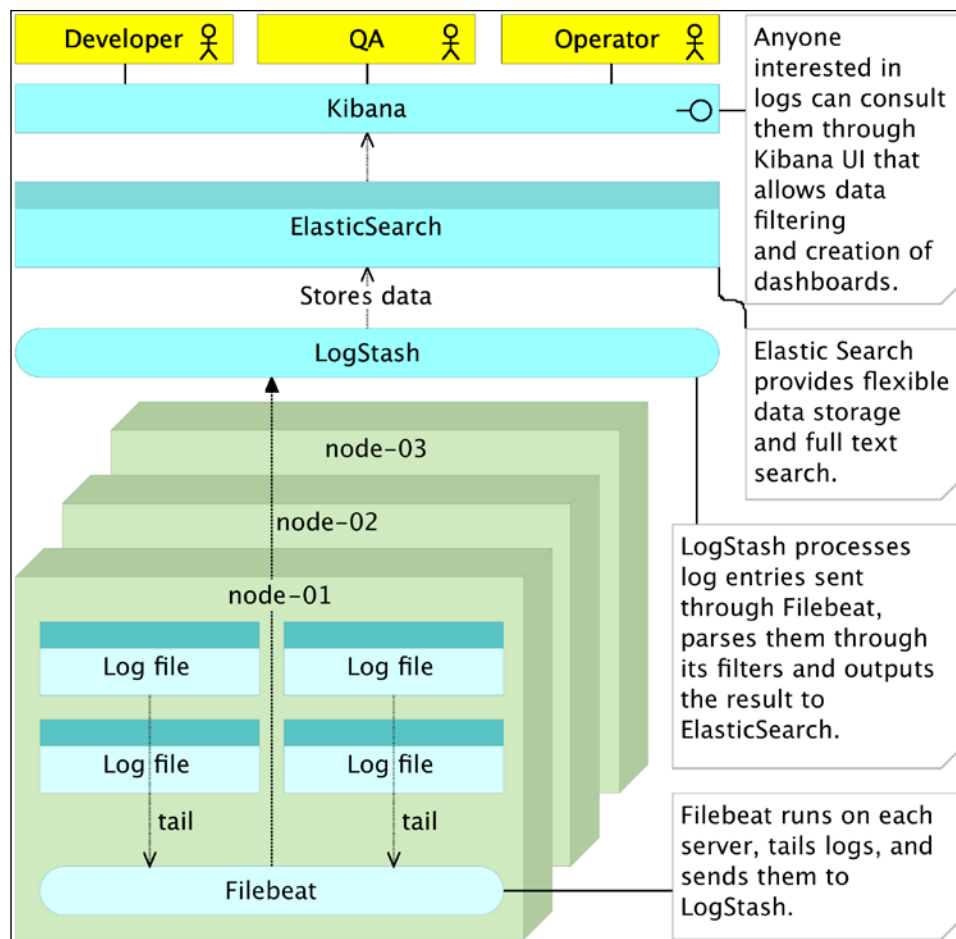 Developer
QA
Operator
Kibana
ElasticSearch
Stores data
LogStash
node-03
node-02
node-01
Log file
Log file
Log file
Log file
tail
tail
Filebeat
Anyone
interested in
logs can consult
them through
Kibana UI that
allows data
filtering
and creation of
dashboards.
Elastic Search
provides flexible
data storage
and full text
search.
LogStash processes
log entries sent
through Filebeat,
parses them through
its filters and outputs
the result to
ElasticSearch.
Filebeat runs on each
server, tails logs, and
sends them to
LogStash.